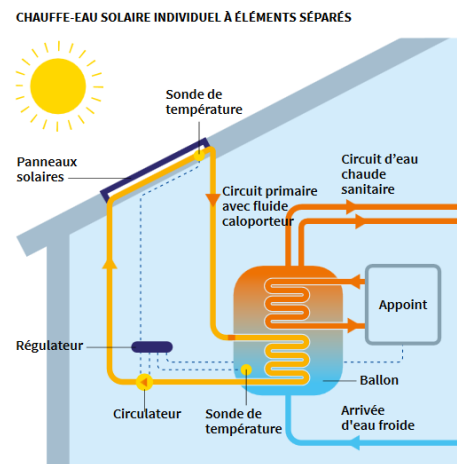 CHAUFFE-EAU SOLAIRE INDIVIDUEL À ÉLÉMENTS SÉPARÉS
Sonde de
température
Panneaux
solaires
Circuit d'eau
chaude
sanitaire
Circuit primaire
avec fluide
caloporteur
Appoint
Régulateur
Ballon
Circulateur
Sonde de
température
Arrivée
d'eau froide